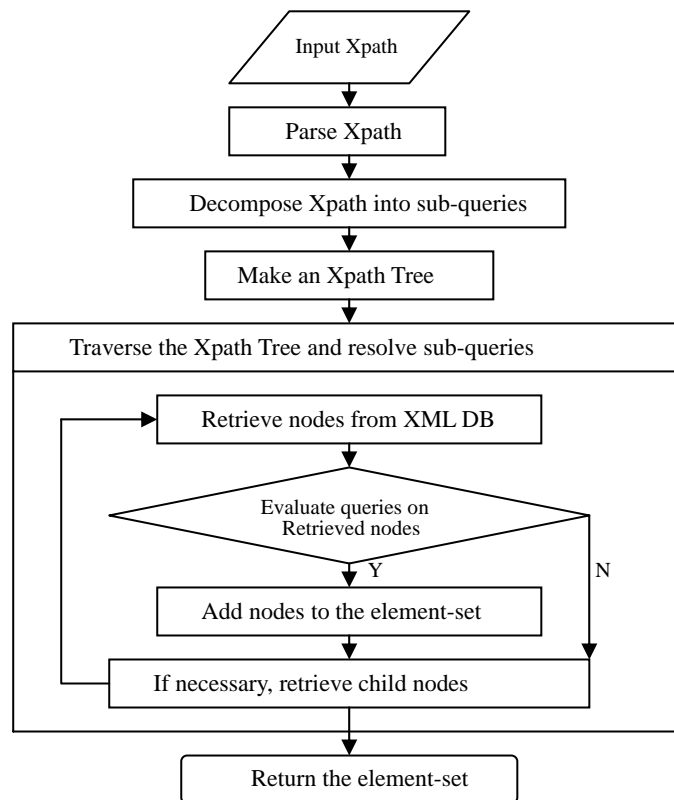 Input Xpath
Parse Xpath
Decompose Xpath into sub-queries
Make an Xpath Tree
Traverse the Xpath Tree and resolve sub-queries
Retrieve nodes from XML DB
Evaluate queries on
Retrieved nodes
Y
N
Add nodes to the element-set
If necessary, retrieve child nodes
Return the element-set